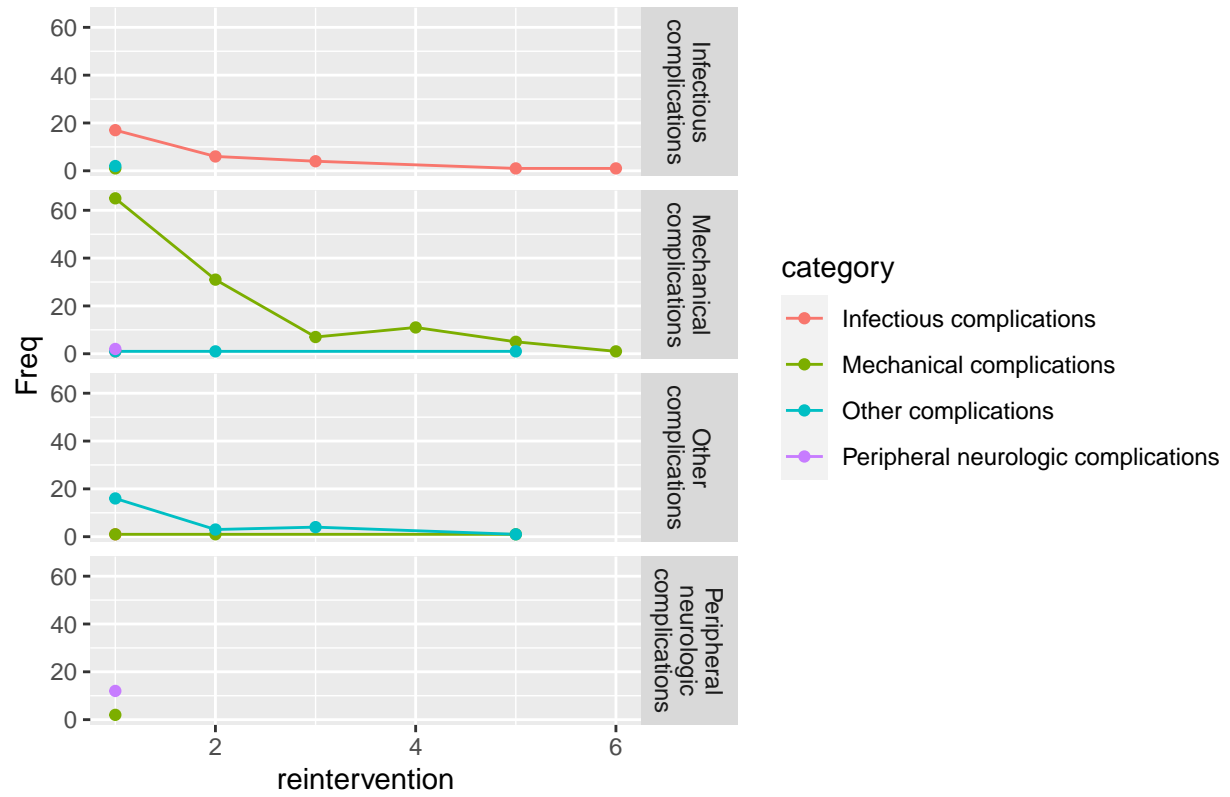 60
40
20
0
Infectious
complications
60
40
20
0
Mechanical
complications
60
40
20
0
Other
complications
60
40
20
0
Peripheral
neurologic
complications
Freq
2
4
6
reintervention
category
Infectious complications
Mechanical complications
Other complications
Peripheral neurologic complications